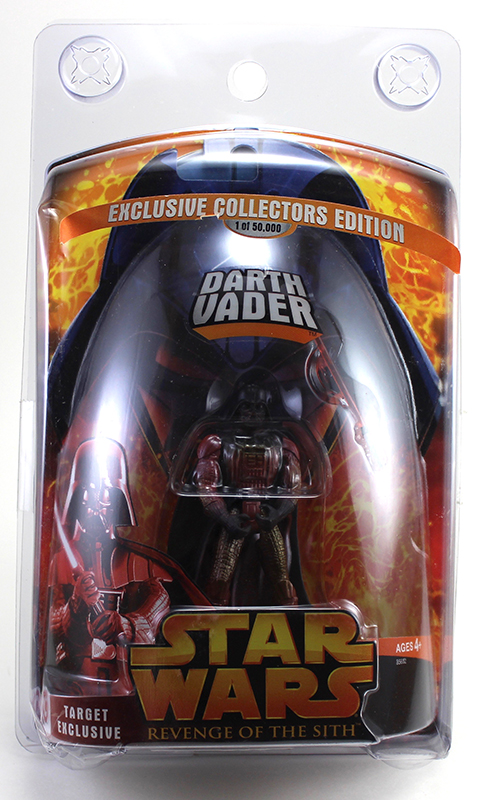 EXCLUSIVE COLLECTORS EDITION
1 of 50,000
DARTH
VADER
STAR
WARS
REVENGE OF THE SITH
AGES 4+
TARGET
EXCLUSIVE